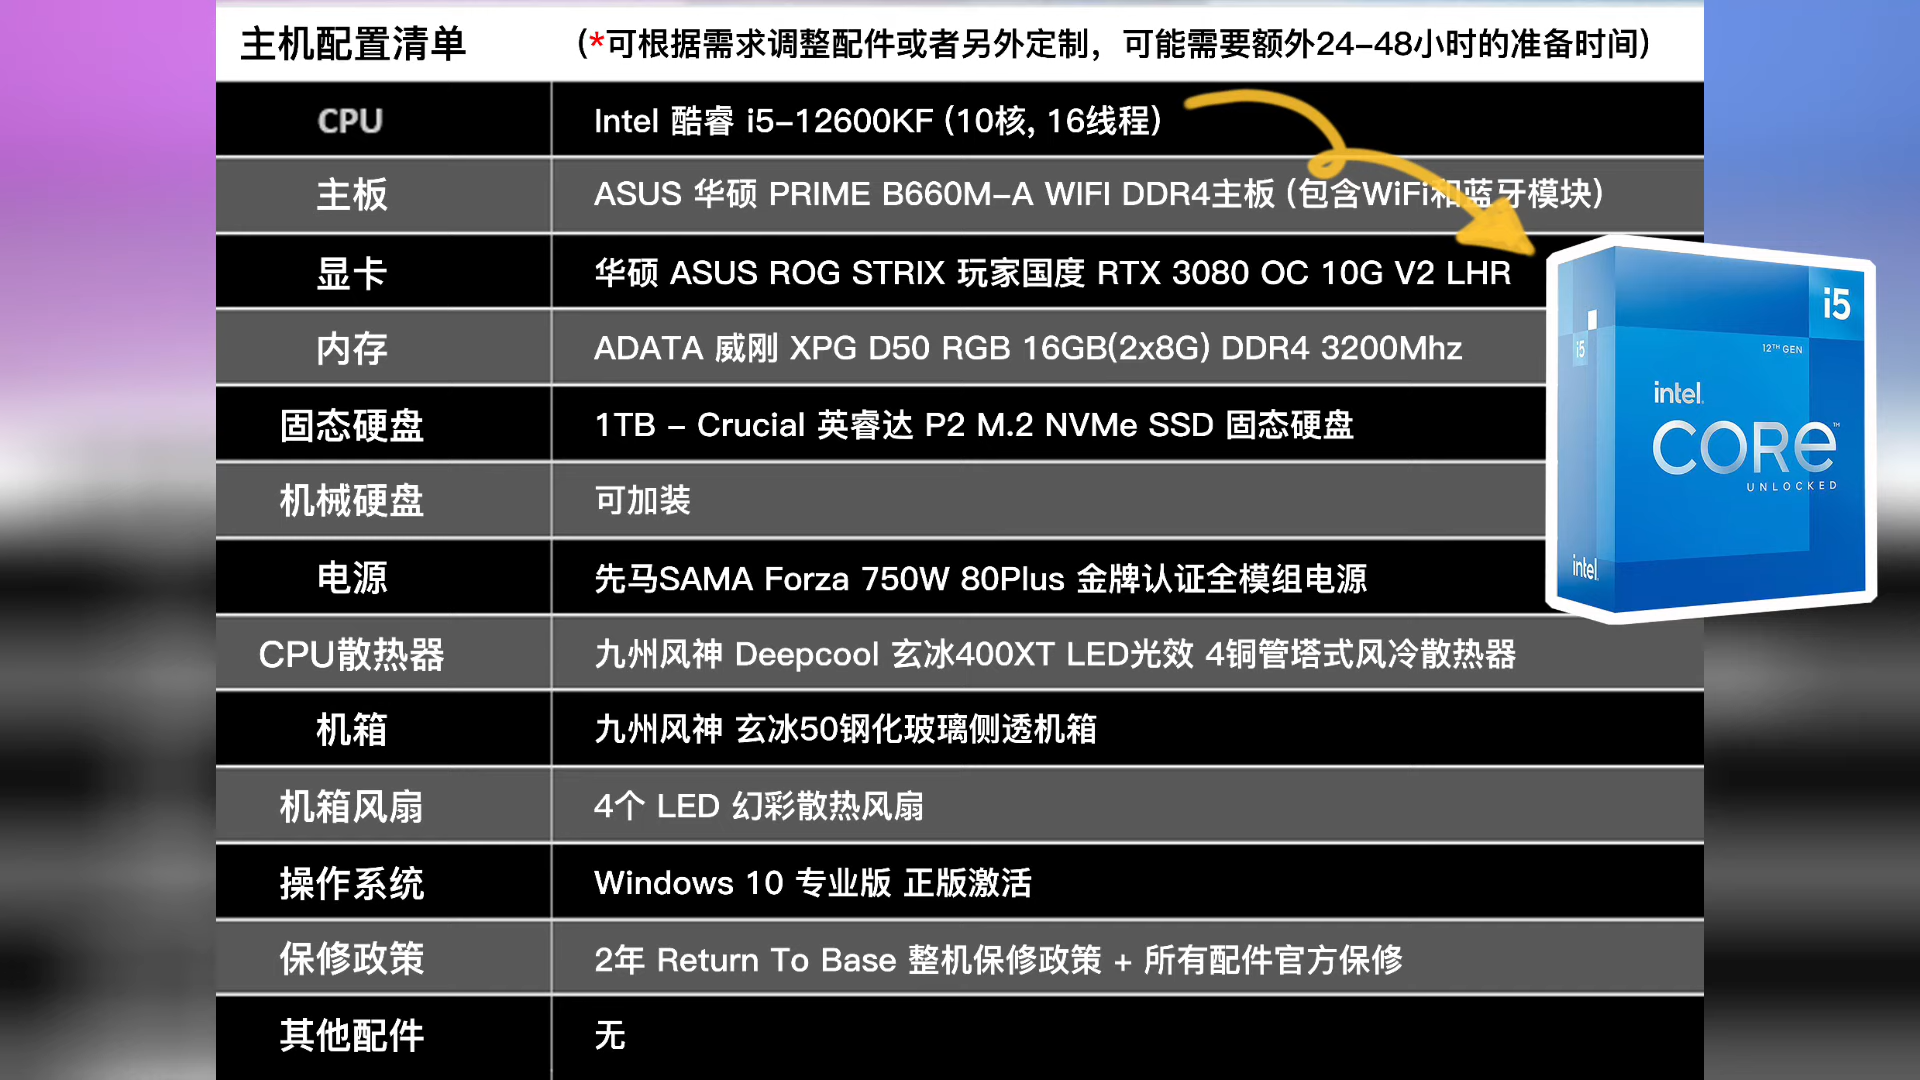 主机配置清单 (*可根据需求调整配件或者另外定制，可能需要额外24-48小时的准备时间)
CPU Intel 酷睿 i5-12600KF (10核, 16线程)
主板 ASUS 华硕 PRIME B660M-A WIFI DDR4主板 (包含WiFi和蓝牙模块)
显卡 华硕 ASUS ROG STRIX 玩家国度 RTX 3080 OC 10G V2 LHR
内存 ADATA 威刚 XPG D50 RGB 16GB(2x8G) DDR4 3200Mhz
固态硬盘 1TB - Crucial 英睿达 P2 M.2 NVMe SSD 固态硬盘
机械硬盘 可加装
电源 先马SAMA Forza 750W 80Plus 金牌认证全模组电源
CPU散热器 九州风神 Deepcool 玄冰400XT LED光效 4铜管塔式风冷散热器
机箱 九州风神 玄冰50钢化玻璃侧透机箱
机箱风扇 4个 LED 幻彩散热风扇
操作系统 Windows 10 专业版 正版激活
保修政策 2年 Return To Base 整机保修政策 + 所有配件官方保修
其他配件 无
i5
i5
12TH GEN
intel.
CORE™
UNLOCKED
intel.